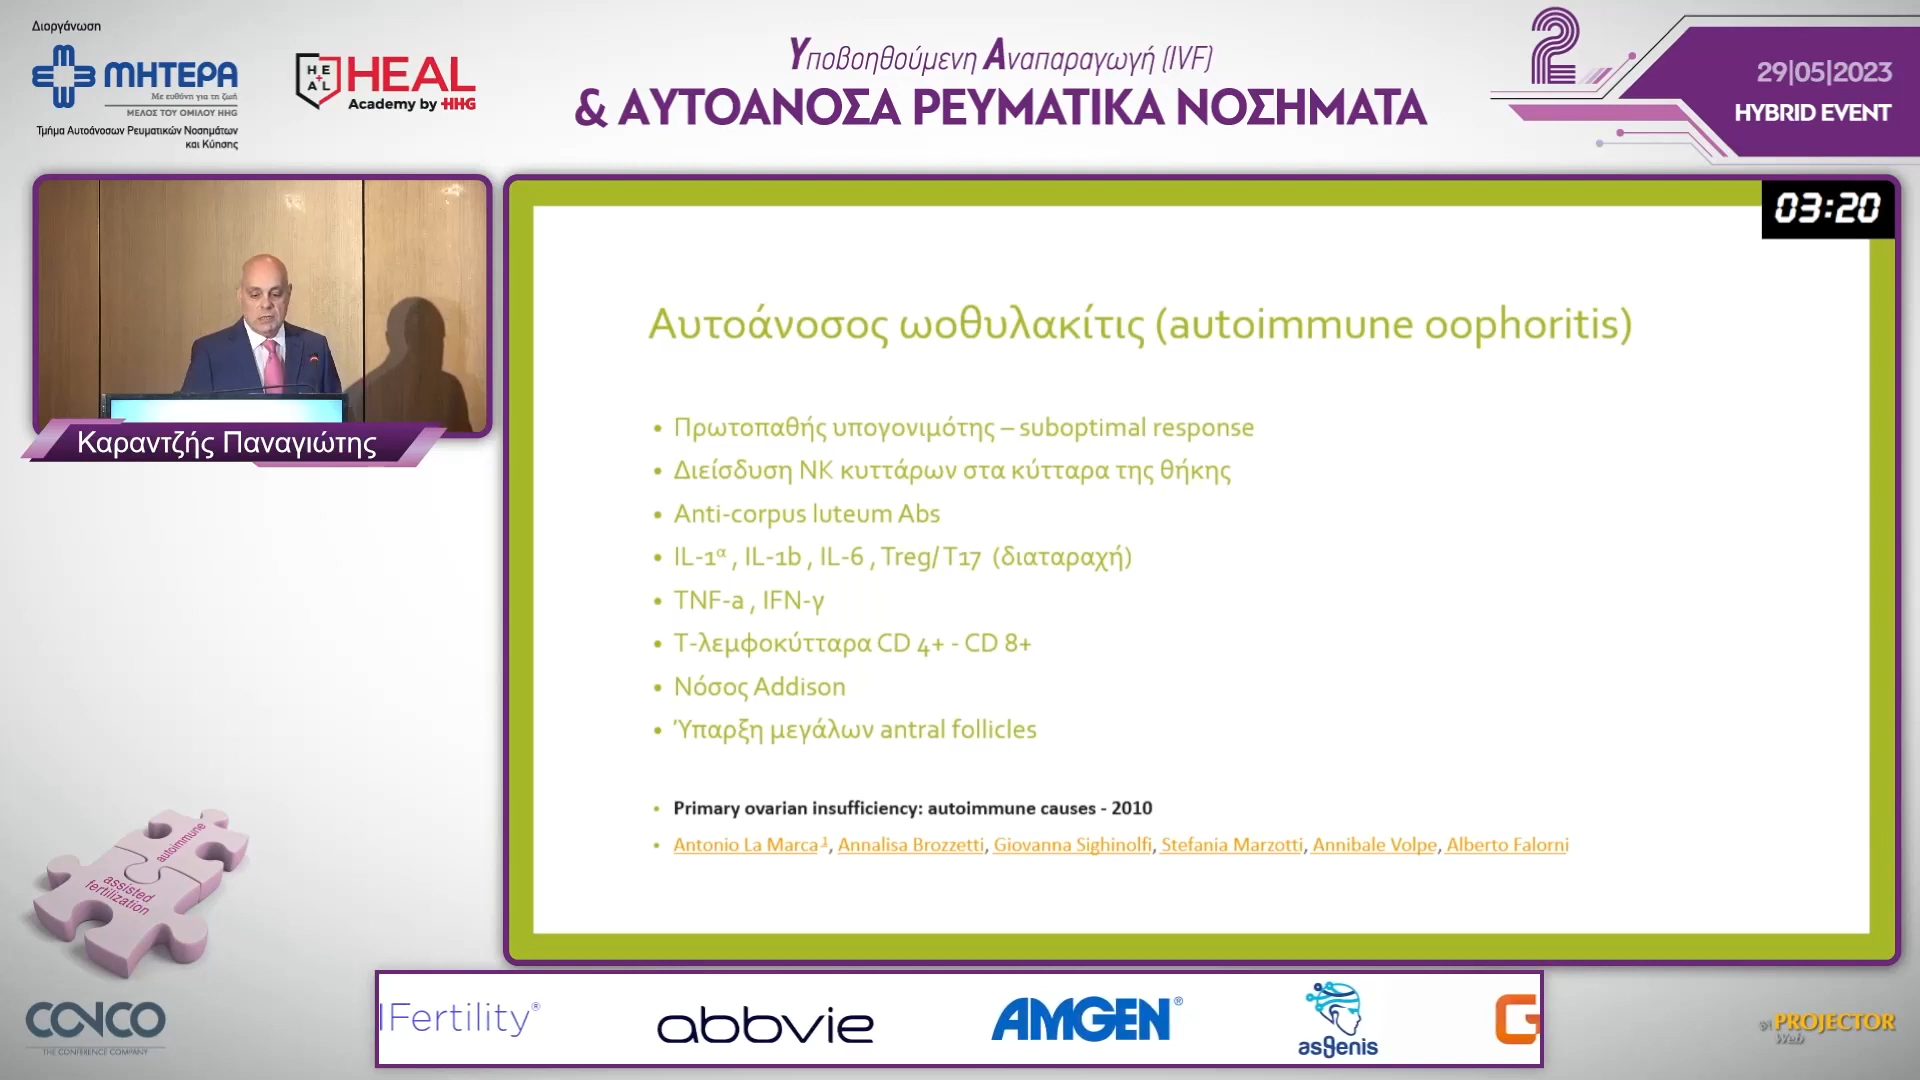 Διοργάνωση
ΜΗΤΕΡΑ
Με ευθύνη για τη ζωή
ΜΕΛΟΣ ΤΟΥ ΟΜΙΛΟΥ HHG
Τμήμα Αυτοάνοσων Ρευματικών Νοσημάτων
και Κύησης
HE
AL
HEAL
Academy by HHG
Υποβοηθούμενη Αναπαραγωγή (IVF)
& ΑΥΤΟΑΝΟΣΑ ΡΕΥΜΑΤΙΚΑ ΝΟΣΗΜΑΤΑ
2
29|05|2023
HYBRID EVENT
03:20
Καραντζής Παναγιώτης
Αυτοάνοσος ωοθυλακίτις (autoimmune oophoritis)
• Πρωτοπαθής υπογονιμότης – suboptimal response
• Διείσδυση ΝΚ κυττάρων στα κύτταρα της θήκης
• Anti-corpus luteum Abs
• IL-1α , IL-1b , IL-6 , Treg/ T17 (διαταραχή)
• TNF-a , IFN-γ
• Τ-λεμφοκύτταρα CD 4+ - CD 8+
• Νόσος Addison
• Ύπαρξη μεγάλων antral follicles
• Primary ovarian insufficiency: autoimmune causes - 2010
• Antonio La Marca 1, Annalisa Brozzetti, Giovanna Sighinolfi, Stefania Marzotti, Annibale Volpe, Alberto Falorni
autoimmune
assisted
fertilization
CONCO
THE CONFERENCE COMPANY
Fertility®
abbvie
AMGEN®
asgenis
G
PROJECTOR
Web